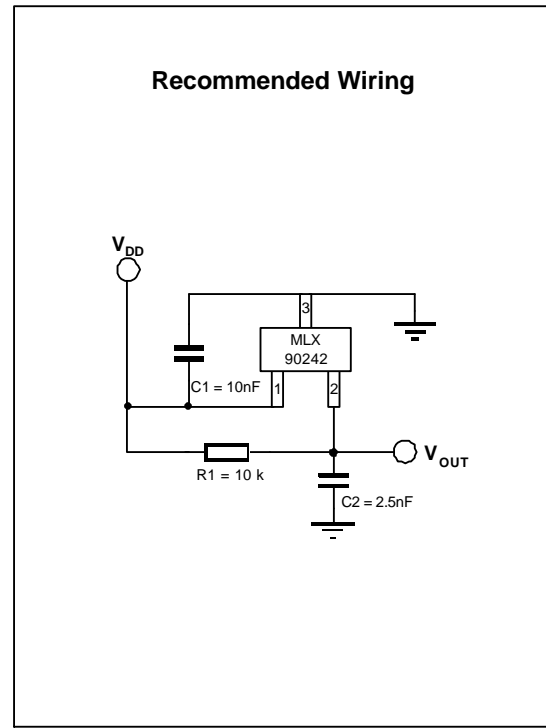 Recommended Wiring
VDD
3
MLX
90242
C1 = 10nF
1
2
R1 = 10 k
VOUT
C2 = 2.5nF